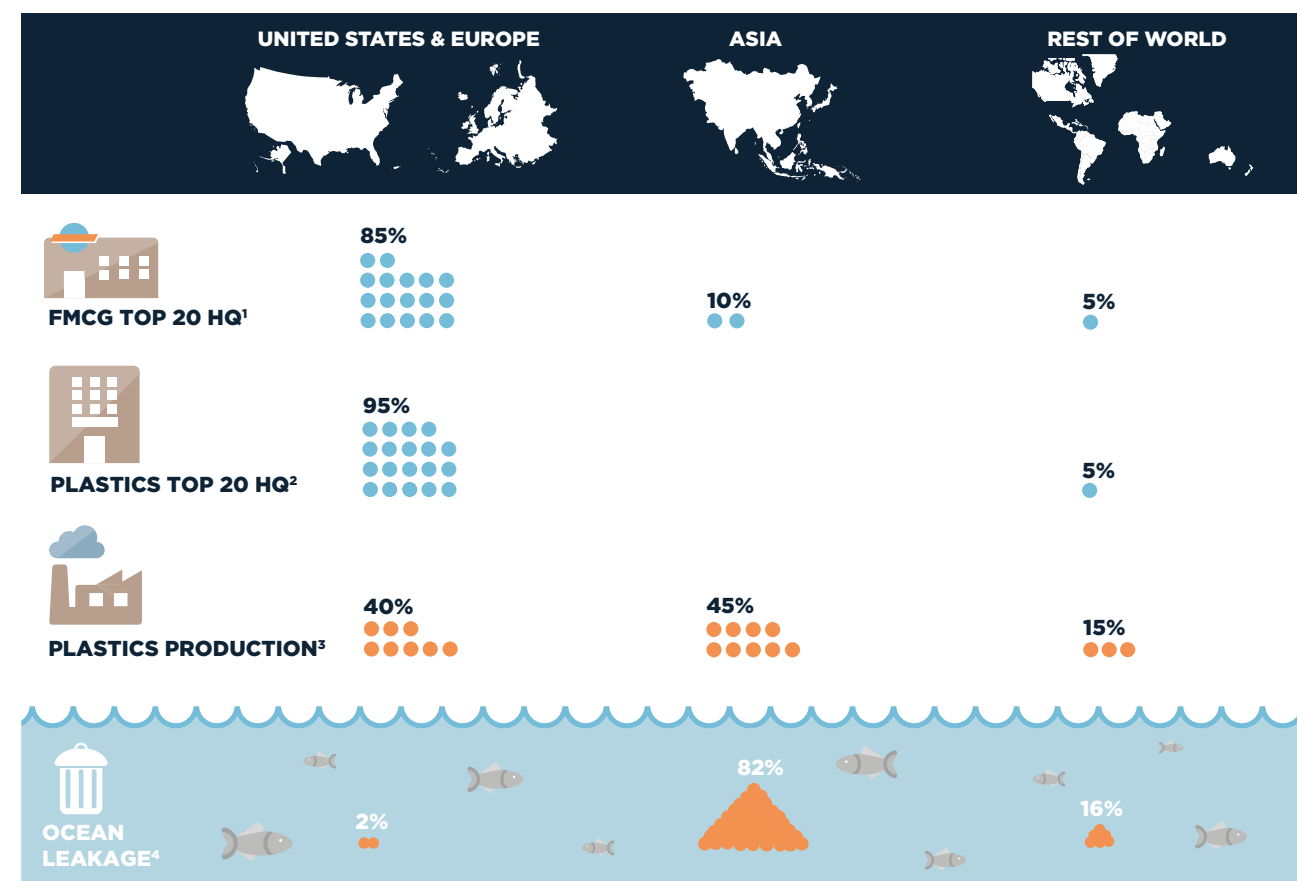 UNITED STATES & EUROPE
ASIA
REST OF WORLD
85%
10%
5%
FMCG TOP 20 HQ¹
95%
5%
PLASTICS TOP 20 HQ²
40%
45%
15%
PLASTICS PRODUCTION³
82%
16%
2%
OCEAN
LEAKAGE⁴